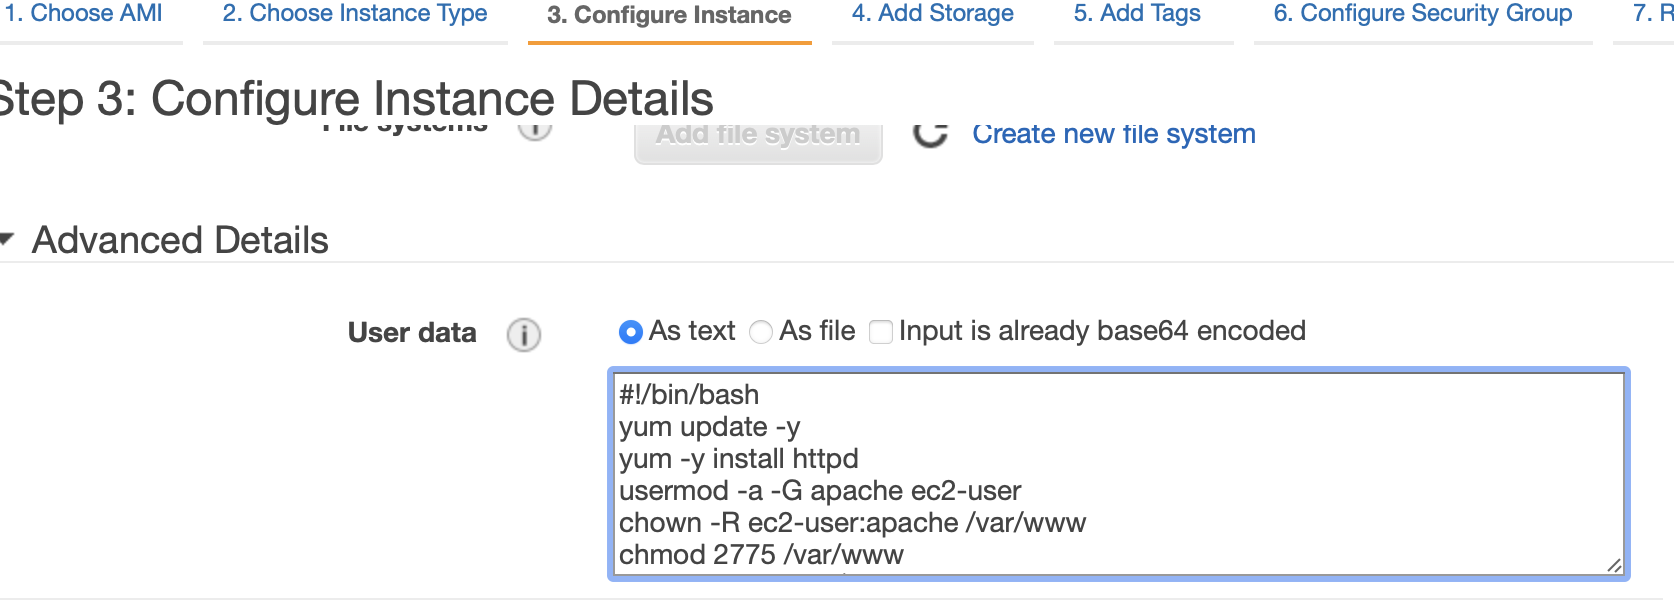 1. Choose AMI 2. Choose Instance Type 3. Configure Instance 4. Add Storage 5. Add Tags 6. Configure Security Group 7. R
Step 3: Configure Instance Details
File systems Add file system Create new file system
Advanced Details
User data As text As file Input is already base64 encoded
#!/bin/bash
yum update -y
yum -y install httpd
usermod -a -G apache ec2-user
chown -R ec2-user:apache /var/www
chmod 2775 /var/www